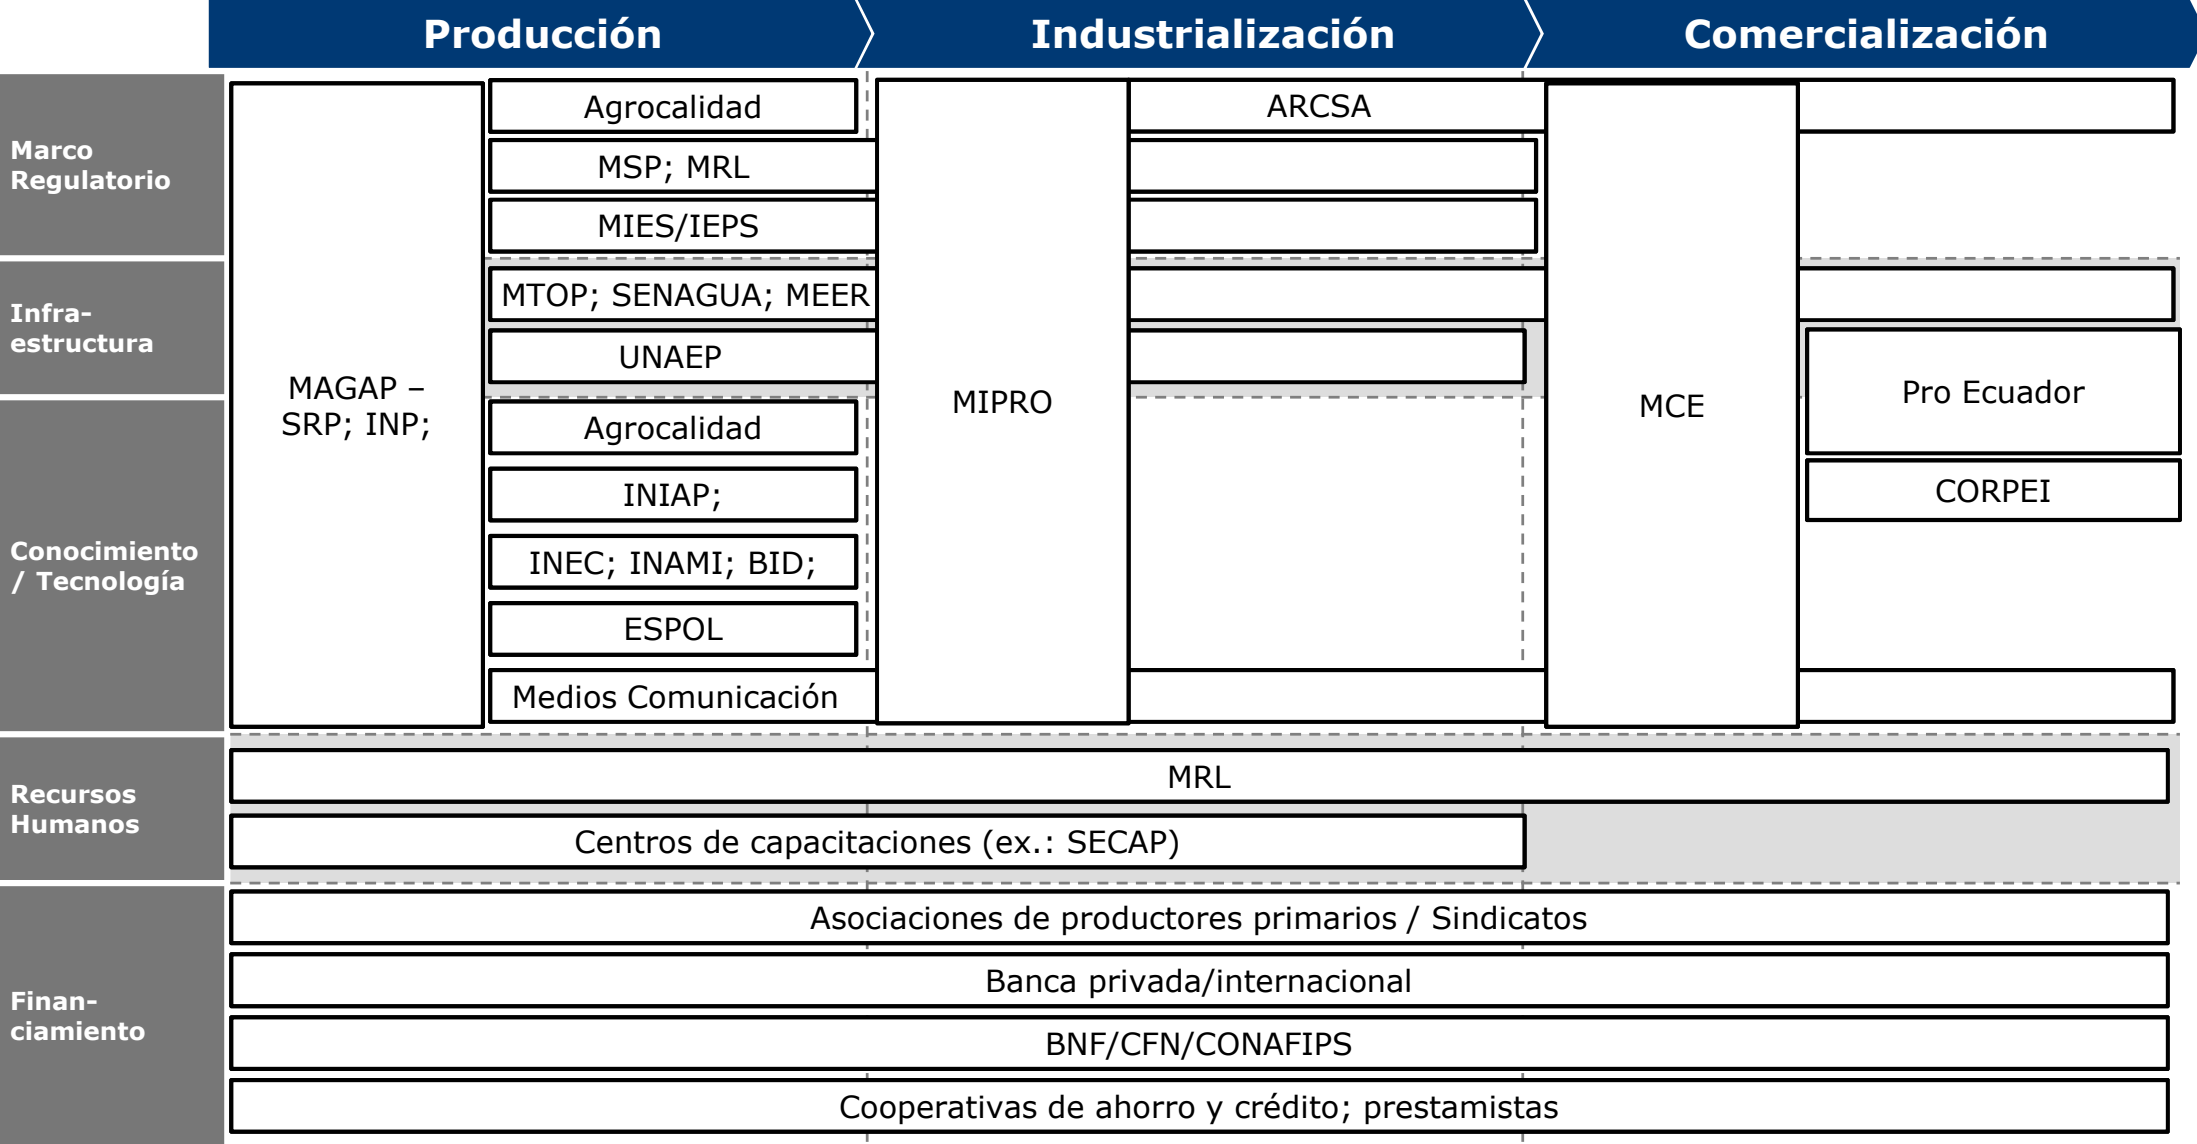 Producción
Industrialización
Comercialización
Marco
Regulatorio
Agrocalidad
ARCSA
MSP; MRL
MIES/IEPS
Infra-
estructura
MTOP; SENAGUA; MEER
UNAEP
MAGAP –
SRP; INP;
MIPRO
MCE
Pro Ecuador
Conocimiento
/ Tecnología
Agrocalidad
CORPEI
INIAP;
INEC; INAMI; BID;
ESPOL
Medios Comunicación
Recursos
Humanos
MRL
Centros de capacitaciones (ex.: SECAP)
Finan-
ciamiento
Asociaciones de productores primarios / Sindicatos
Banca privada/internacional
BNF/CFN/CONAFIPS
Cooperativas de ahorro y crédito; prestamistas